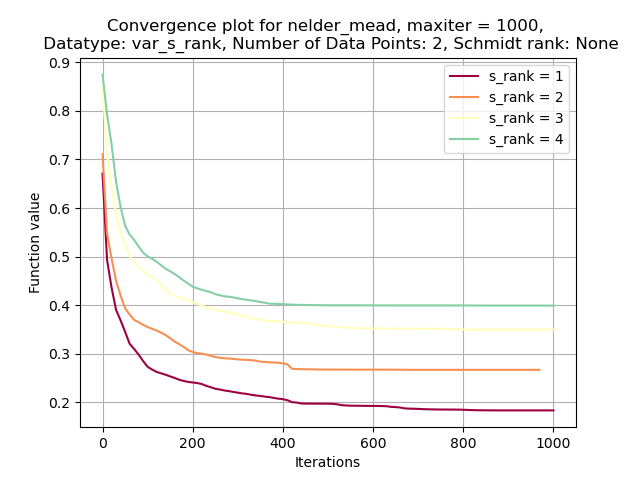 Convergence plot for nelder_mead, maxiter = 1000,
Datatype: var_s_rank, Number of Data Points: 2, Schmidt rank: None
s_rank = 1
s_rank = 2
s_rank = 3
s_rank = 4
Function value
0.9
0.8
0.7
0.6
0.5
0.4
0.3
0.2
0 200 400 600 800 1000
Iterations